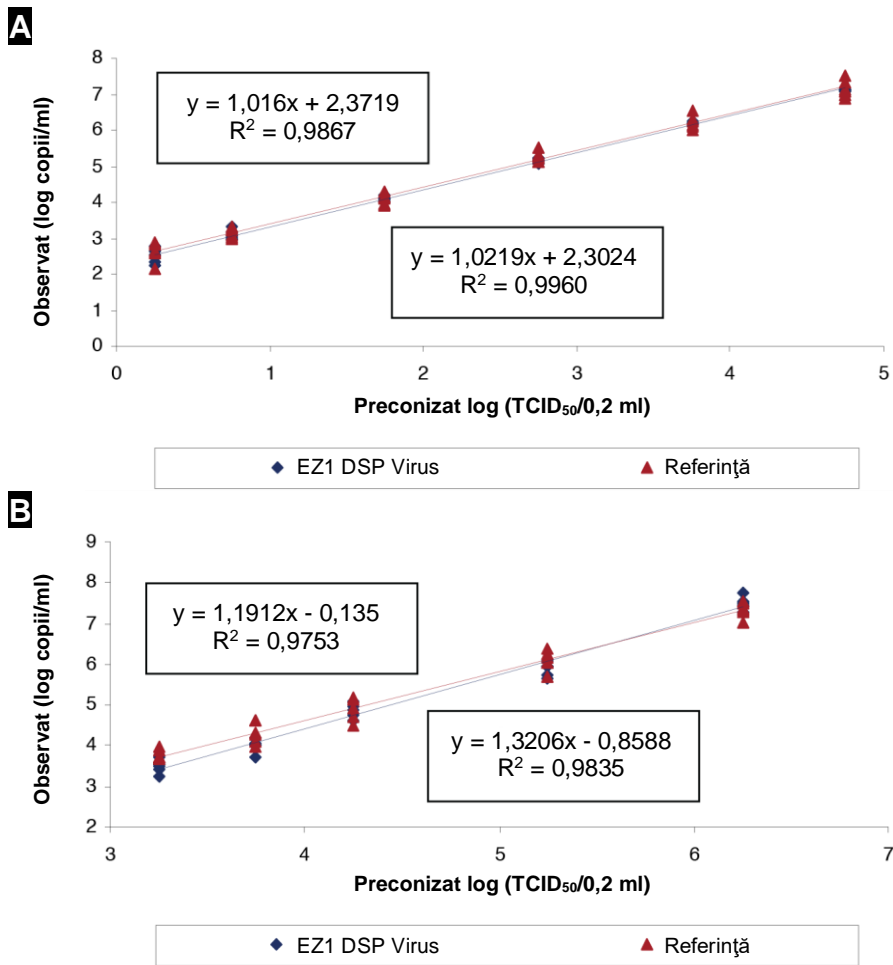 A
Observat (log copii/ml)
8
7
6
5
4
3
2
1
0
y = 1,016x + 2,3719
R² = 0,9867
y = 1,0219x + 2,3024
R² = 0,9960
0 1 2 3 4 5
Preconizat log (TCID₅₀/0,2 ml)
EZ1 DSP Virus Referinţă
B
Observat (log copii/ml)
9
8
7
6
5
4
3
2
y = 1,1912x - 0,135
R² = 0,9753
y = 1,3206x - 0,8588
R² = 0,9835
3 4 5 6 7
Preconizat log (TCID₅₀/0,2 ml)
EZ1 DSP Virus Referinţă